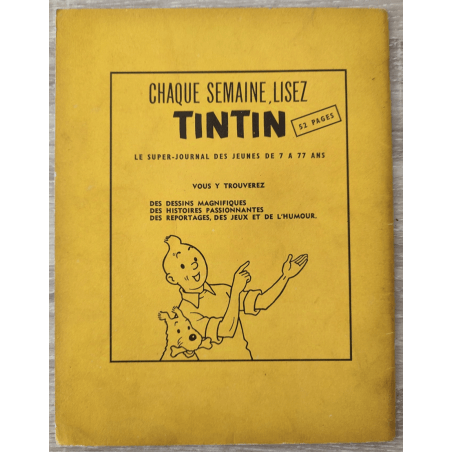 CHAQUE SEMAINE, LISEZ
TINTIN
52 PAGES
LE SUPER-JOURNAL DES JEUNES DE 7 A 77 ANS
VOUS Y TROUVEREZ
DES DESSINS MAGNIFIQUES
DES HISTOIRES PASSIONNANTES
DES REPORTAGES, DES JEUX ET DE L'HUMOUR.